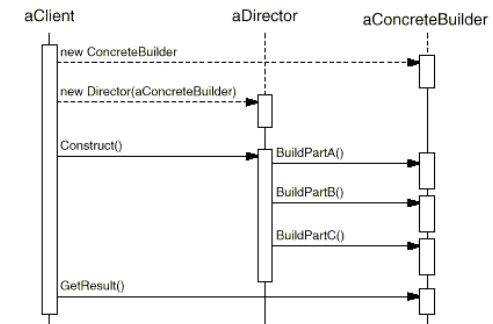 aClient
aDirector
aConcreteBuilder
new ConcreteBuilder
new Director(aConcreteBuilder)
Construct()
BuildPartA()
BuildPartB()
BuildPartC()
GetResult()